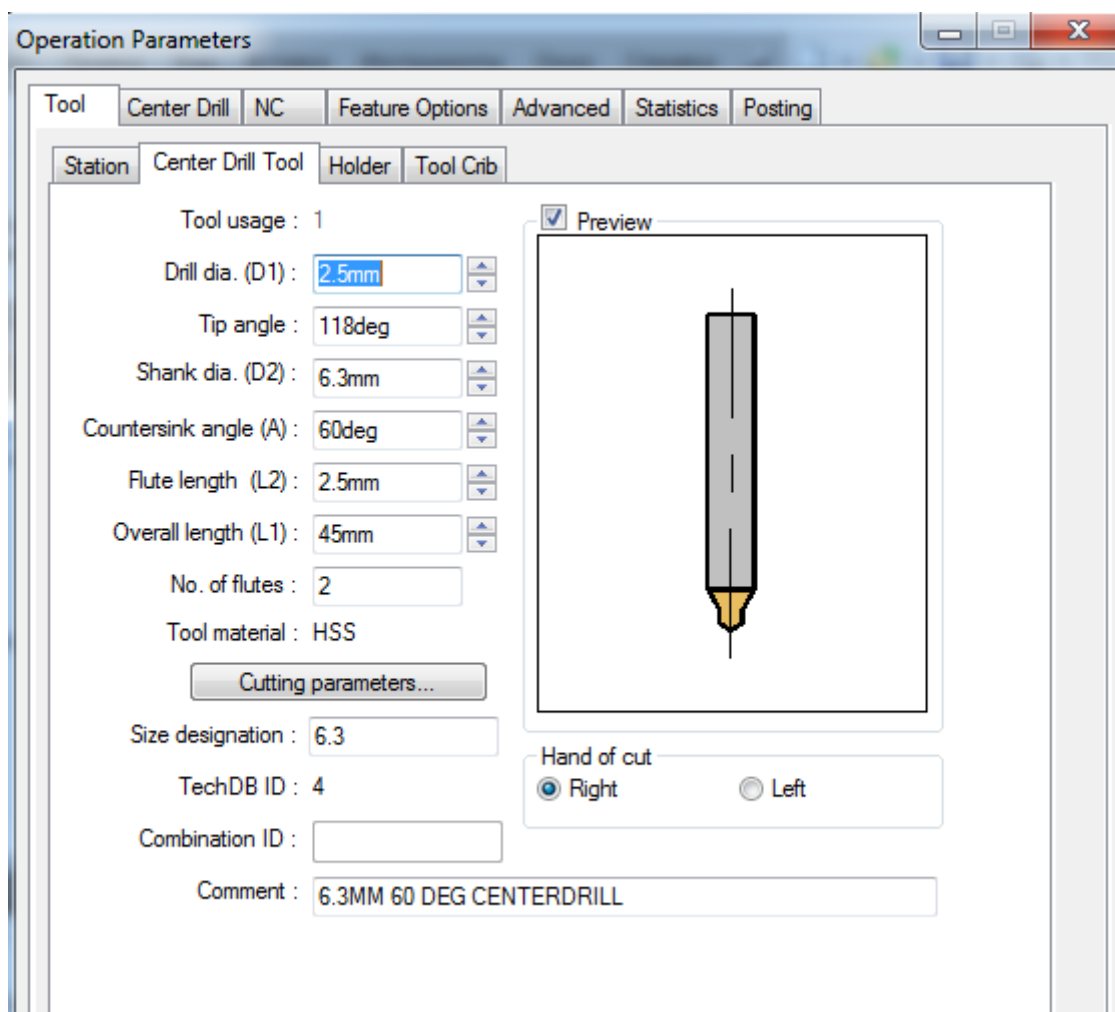 Operation Parameters
Tool Center Drill NC Feature Options Advanced Statistics Posting
Station Center Drill Tool Holder Tool Crib
Tool usage : 1
Preview
Drill dia. (D1) : 2.5mm
Tip angle : 118deg
Shank dia. (D2) : 6.3mm
Countersink angle (A) : 60deg
Flute length (L2) : 2.5mm
Overall length (L1) : 45mm
No. of flutes : 2
Tool material : HSS
Cutting parameters...
Size designation : 6.3
Hand of cut
TechDB ID : 4
Right Left
Combination ID :
Comment : 6.3MM 60 DEG CENTERDRILL